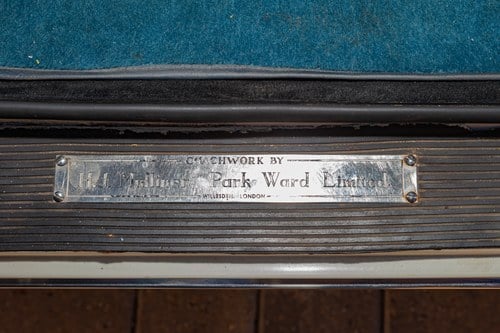 COACHWORK BY
H.J. Mulliner, Park Ward Limited
WILLESDEN LONDON